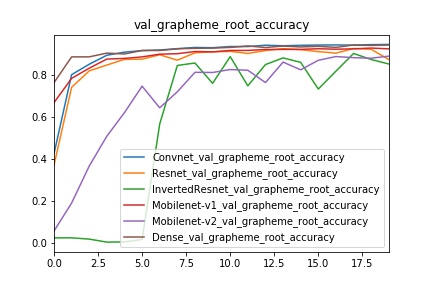 val_grapheme_root_accuracy
0.8
0.6
0.4
0.2
0.0
Convnet_val_grapheme_root_accuracy
Resnet_val_grapheme_root_accuracy
InvertedResnet_val_grapheme_root_accuracy
Mobilenet-v1_val_grapheme_root_accuracy
Mobilenet-v2_val_grapheme_root_accuracy
Dense_val_grapheme_root_accuracy
0.0 2.5 5.0 7.5 10.0 12.5 15.0 17.5